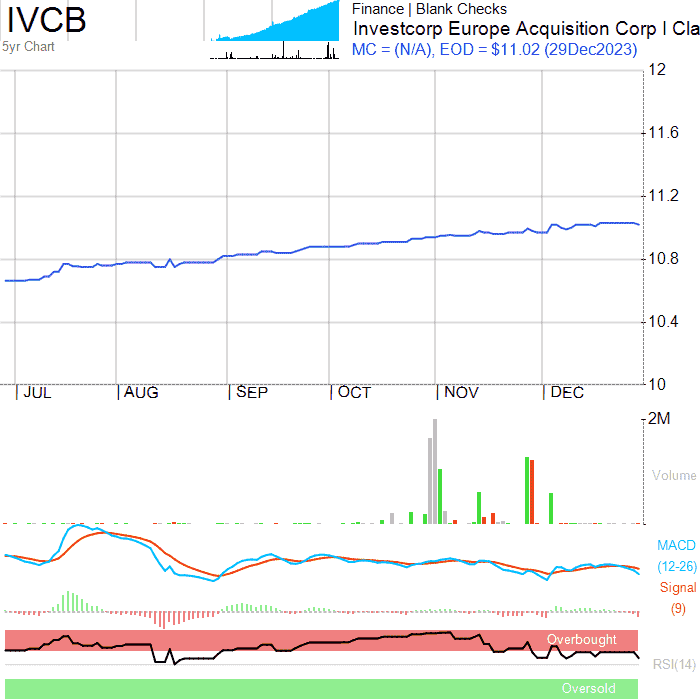 IVCB
5yr Chart
Finance | Blank Checks
Investcorp Europe Acquisition Corp I Cla
MC = (N/A), EOD = $11.02 (29Dec2023)
12
11.6
11.2
10.8
10.4
10
JUL AUG SEP OCT NOV DEC
2M
Volume
MACD
(12-26)
Signal
(9)
Overbought
RSI(14)
Oversold